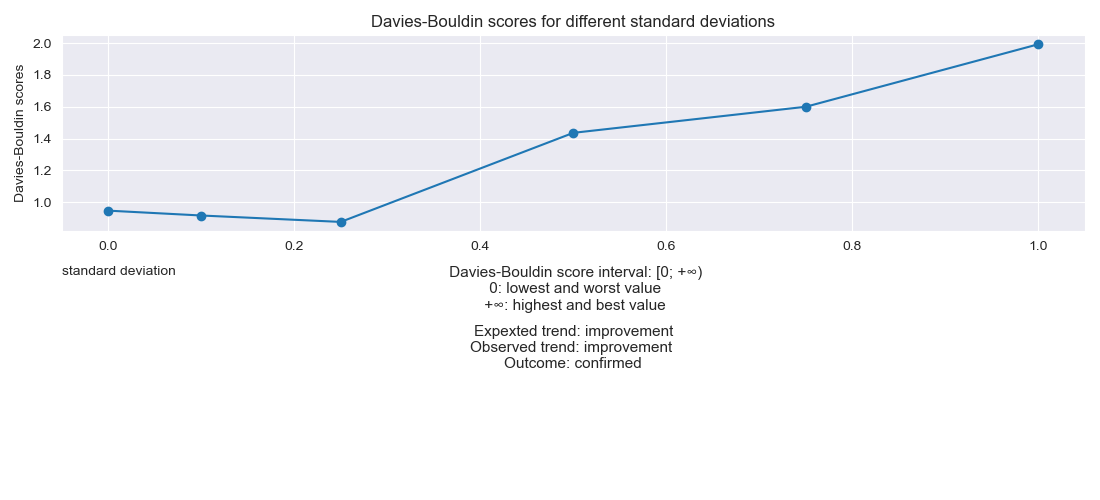 Davies-Bouldin scores for different standard deviations
Davies-Bouldin scores
2.0
1.8
1.6
1.4
1.2
1.0
0.0 0.2 0.4 0.6 0.8 1.0
standard deviation
Davies-Bouldin score interval: [0; +∞)
0: lowest and worst value
+∞: highest and best value
Expexted trend: improvement
Observed trend: improvement
Outcome: confirmed